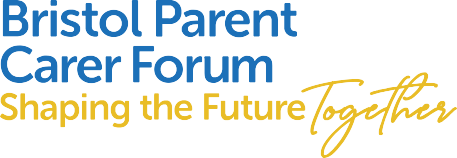 Bristol Parent
Carer Forum
Shaping the Future Together